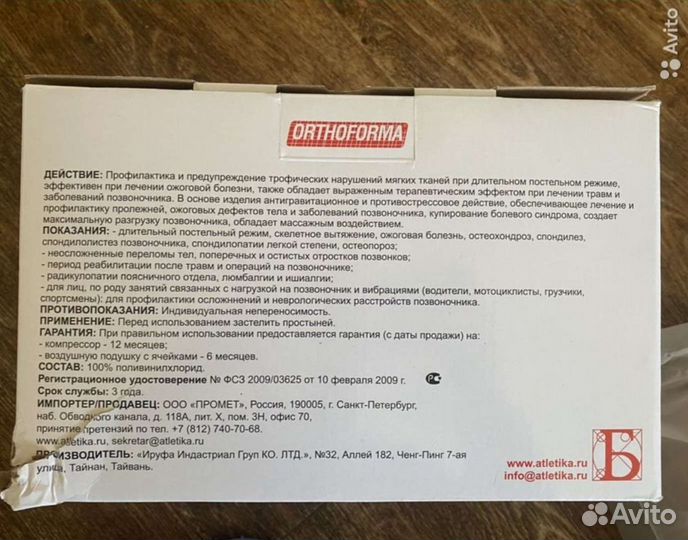 Avito
ORTHOFORMA
ДЕЙСТВИЕ: Профилактика и предупреждение трофических нарушений мягких тканей при длительном постельном режиме,
эффективен при лечении ожоговой болезни, также обладает выраженным терапевтическим эффектом при лечении травм и
заболеваний позвоночника. В основе изделия антигравитационное и противострессовое действие, обеспечивающее лечение и
профилактику пролежней, ожоговых дефектов тела и заболеваний позвоночника, купирование болевого синдрома, создает
максимальную разгрузку позвоночника, обладает массажным воздействием.
ПОКАЗАНИЯ: - длительный постельный режим, скелетное вытяжение, ожоговая болезнь, остеохондроз, спондилез,
спондилолистез позвоночника, спондилопатии легкой степени, остеопороз;
- неосложненные переломы тел, поперечных и остистых отростков позвонков;
- период реабилитации после травм и операций на позвоночнике;
- радикулопатии поясничного отдела, люмбалгии и ишиалгии;
- для лиц, по роду занятий связанных с нагрузкой на позвоночник и вибрациями (водители, мотоциклисты, грузчики,
спортсмены): для профилактики осложннений и неврологических расстройств позвоночника.
ПРОТИВОПОКАЗАНИЯ: Индивидуальная непереносимость.
ПРИМЕНЕНИЕ: Перед использованием застелить простыней.
ГАРАНТИЯ: При правильном использовании предоставляется гарантия (с даты продажи) на:
- компрессор - 12 месяцев;
- воздушную подушку с ячейками - 6 месяцев.
СОСТАВ: 100% поливинилхлорид.
Регистрационное удостоверение № ФСЗ 2009/03625 от 10 февраля 2009 г.
Срок службы: 3 года.
ИМПОРТЕР/ПРОДАВЕЦ: ООО «ПРОМЕТ», Россия, 190005, г. Санкт-Петербург,
наб. Обводного канала, д. 118А, лит. Х, пом. 3Н, офис 70,
принятие претензий по тел. +7 (812) 740-70-68.
www.atletika.ru, sekretar@atletika.ru
ПРОИЗВОДИТЕЛЬ: «Ируфа Индастриал Груп КО. ЛТД.», №32, Аллей 182, Ченг-Пинг 7-ая
улица, Тайнан, Тайвань.
www.atletika.ru
info@atletika.ru
Б
Avito